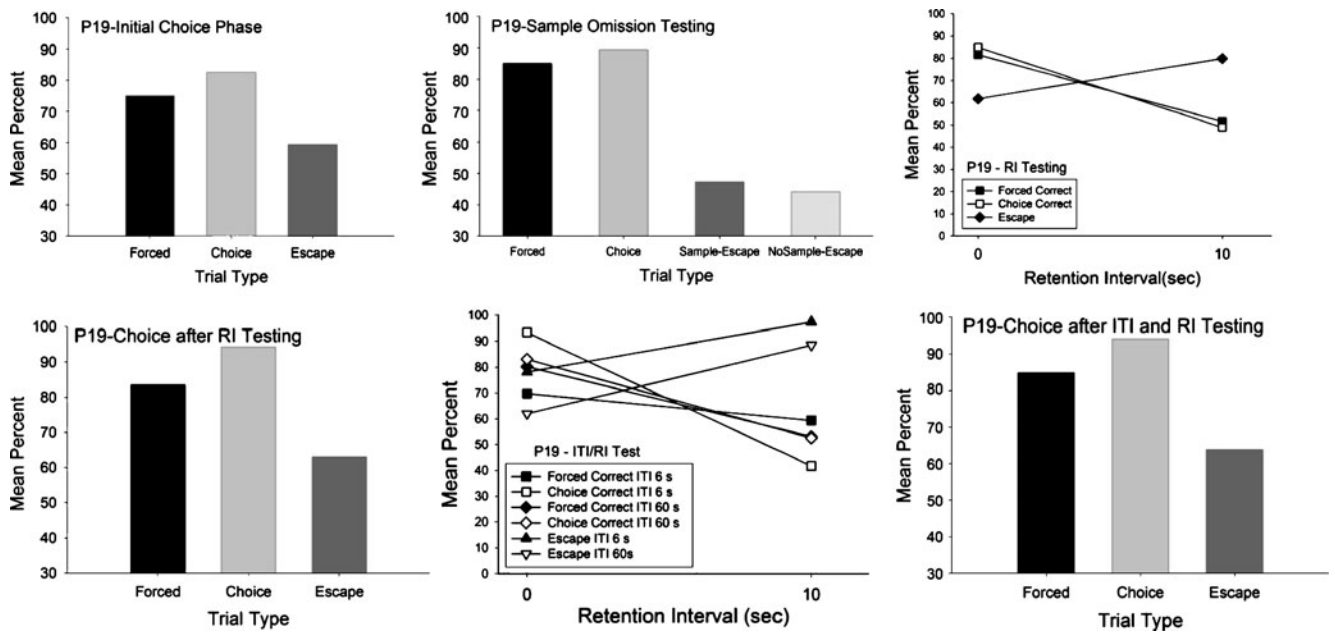 P19-Initial Choice Phase
Mean Percent
100
90
80
70
60
50
40
30
Forced Choice Escape
Trial Type
P19-Sample Omission Testing
Mean Percent
100
90
80
70
60
50
40
30
Forced Choice Sample-Escape NoSample-Escape
Trial Type
Mean Percent
100
90
80
70
60
50
40
30
20
10
0
P19 - RI Testing
Forced Correct
Choice Correct
Escape
0 10
Retention Interval(sec)
P19-Choice after RI Testing
Mean Percent
100
90
80
70
60
50
40
30
Forced Choice Escape
Trial Type
Mean Percent
100
90
80
70
60
50
40
30
20
10
0
P19 - ITI/RI Test
Forced Correct ITI 6 s
Choice Correct ITI 6 s
Forced Correct ITI 60 s
Choice Correct ITI 60 s
Escape ITI 6 s
Escape ITI 60s
0 10
Retention Interval (sec)
P19-Choice after ITI and RI Testing
Mean Percent
100
90
80
70
60
50
40
30
Forced Choice Escape
Trial Type